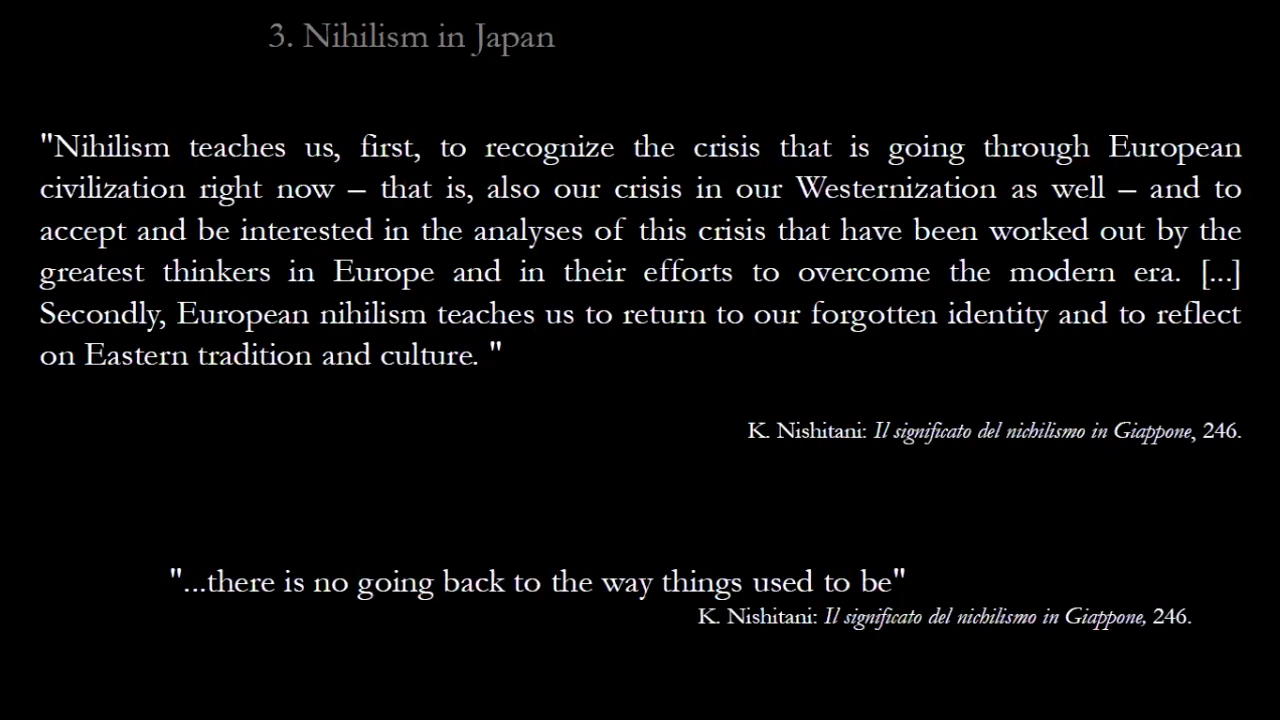 3. Nihilism in Japan
"Nihilism teaches us, first, to recognize the crisis that is going through European
civilization right now – that is, also our crisis in our Westernization as well – and to
accept and be interested in the analyses of this crisis that have been worked out by the
greatest thinkers in Europe and in their efforts to overcome the modern era. [...]
Secondly, European nihilism teaches us to return to our forgotten identity and to reflect
on Eastern tradition and culture. "
K. Nishitani: Il significato del nichilismo in Giappone, 246.
"...there is no going back to the way things used to be"
K. Nishitani: Il significato del nichilismo in Giappone, 246.